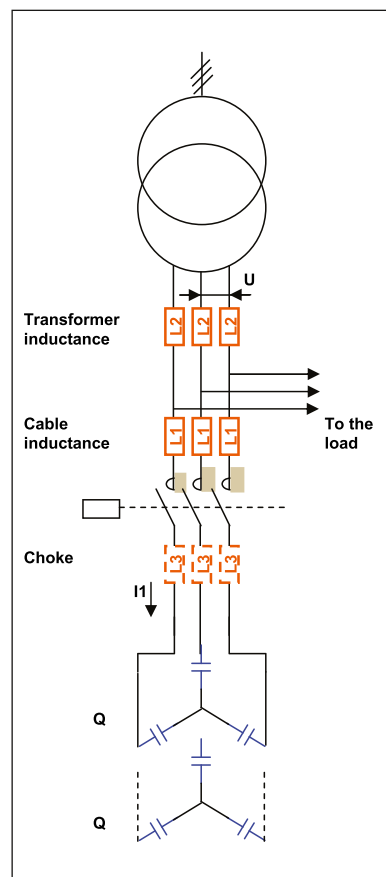 U
Transformer
inductance
L2 L2 L2
Cable
inductance
L1 L1 L1
To the
load
Choke
L3 L3 L3
I1
Q
Q